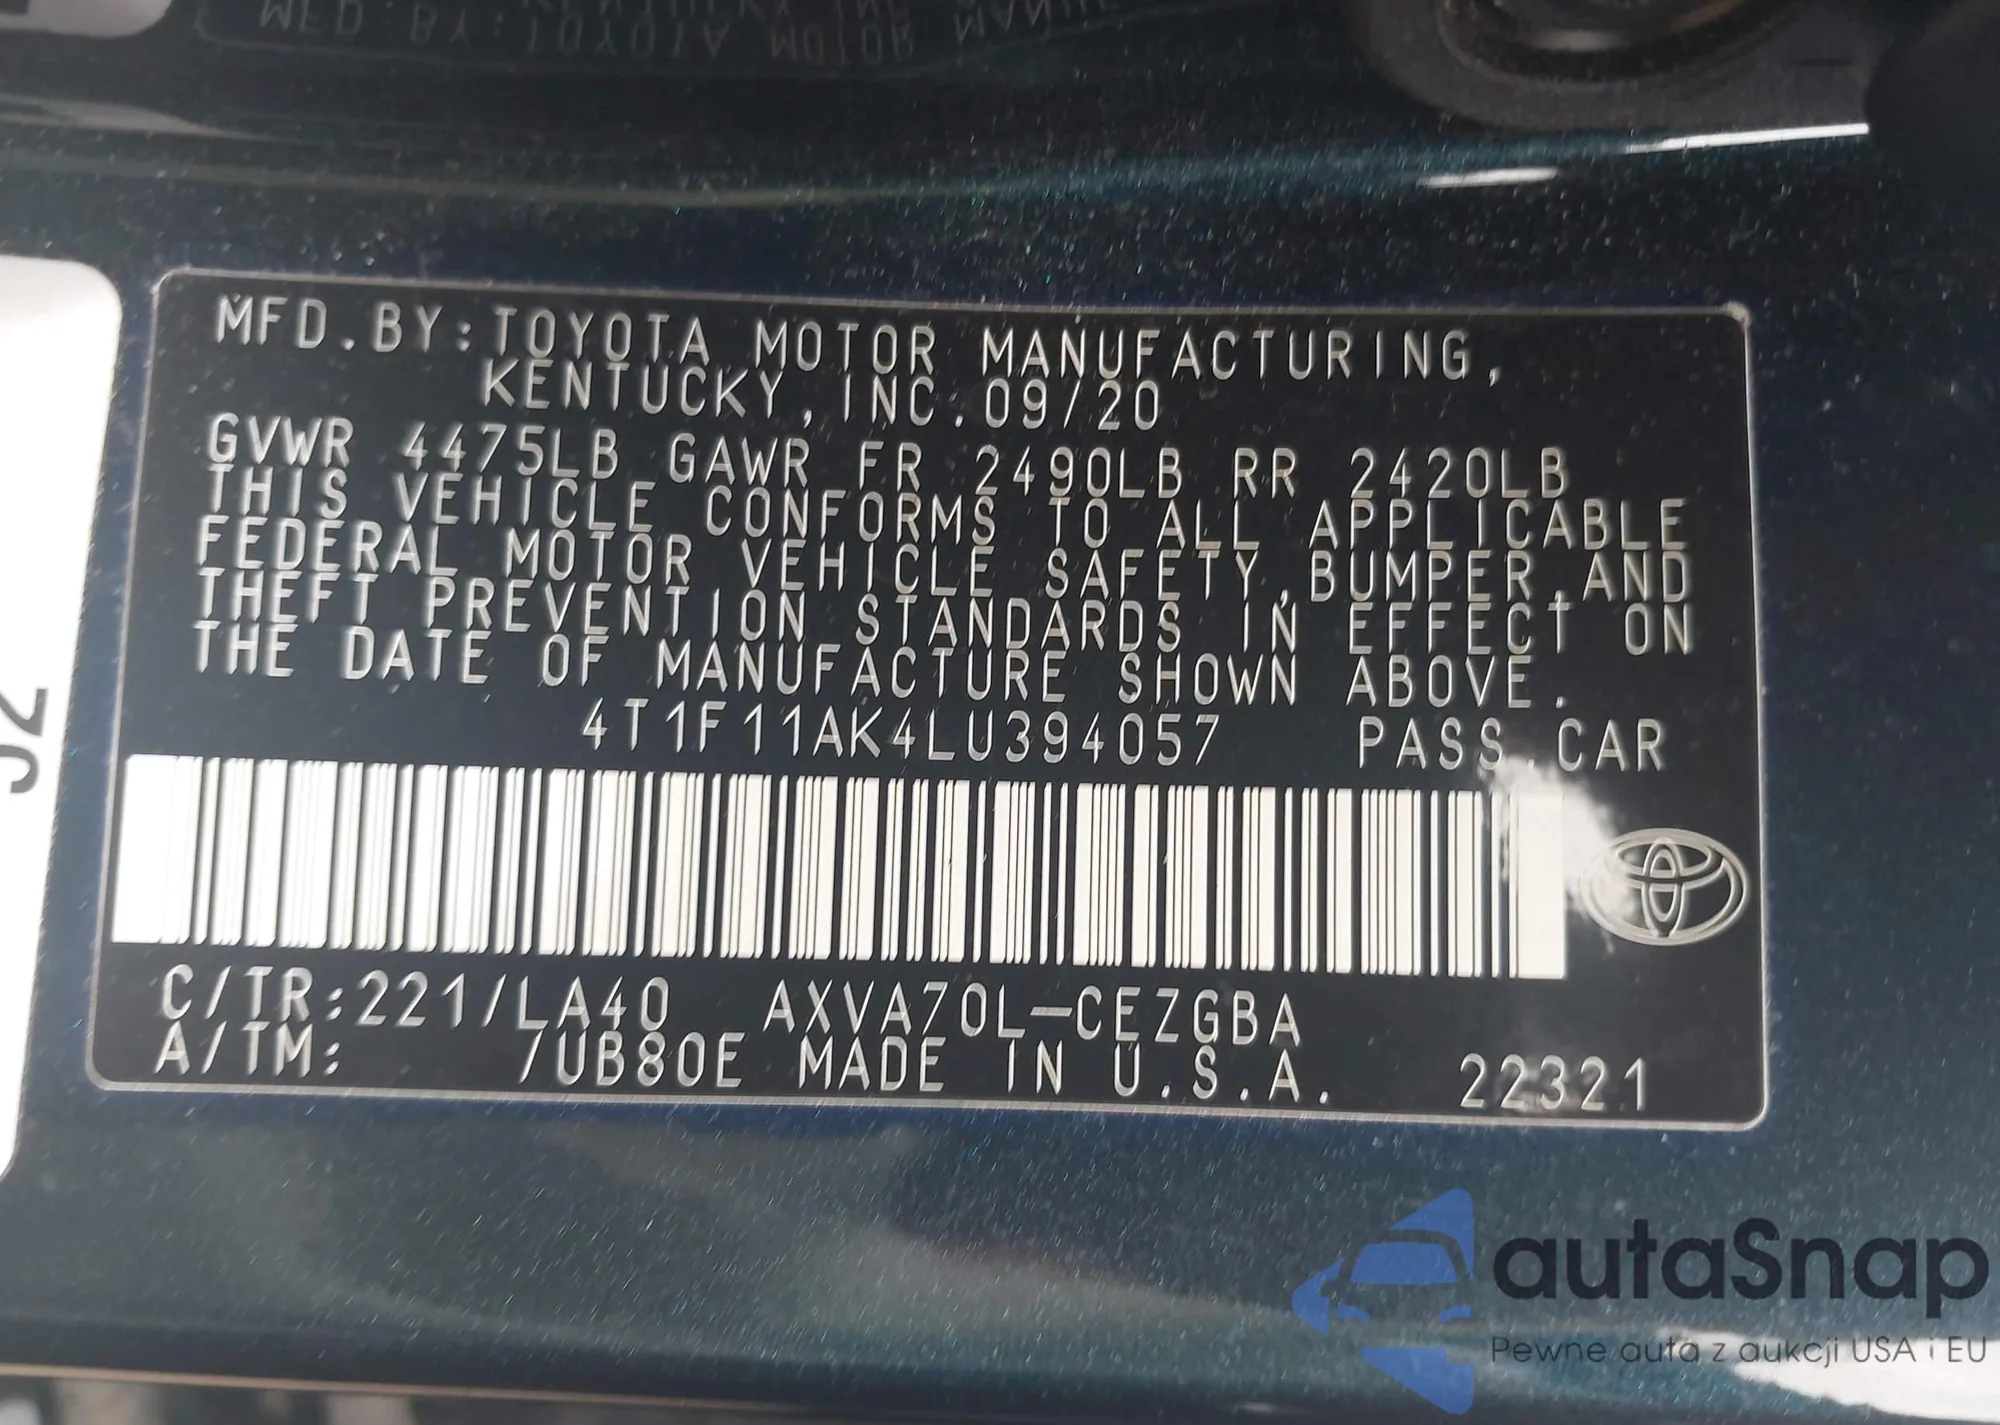 MFD.BY:TOYOTA MOTOR MANUFACTURING,
KENTUCKY,INC.09/20
GVWR 4475LB GAWR FR 2490LB RR 2420LB
THIS VEHICLE CONFORMS TO ALL APPLICABLE
FEDERAL MOTOR VEHICLE SAFETY,BUMPER,AND
THEFT PREVENTION STANDARDS IN EFFECT ON
THE DATE OF MANUFACTURE SHOWN ABOVE.
4T1F11AK4LU394057 PASS.CAR
C/TR:221/LA40 AXVA70L-CEZGBA
A/TM: /UB80E MADE IN U.S.A. 22321
autaSnap
Pewne auta z aukcji USA i EU